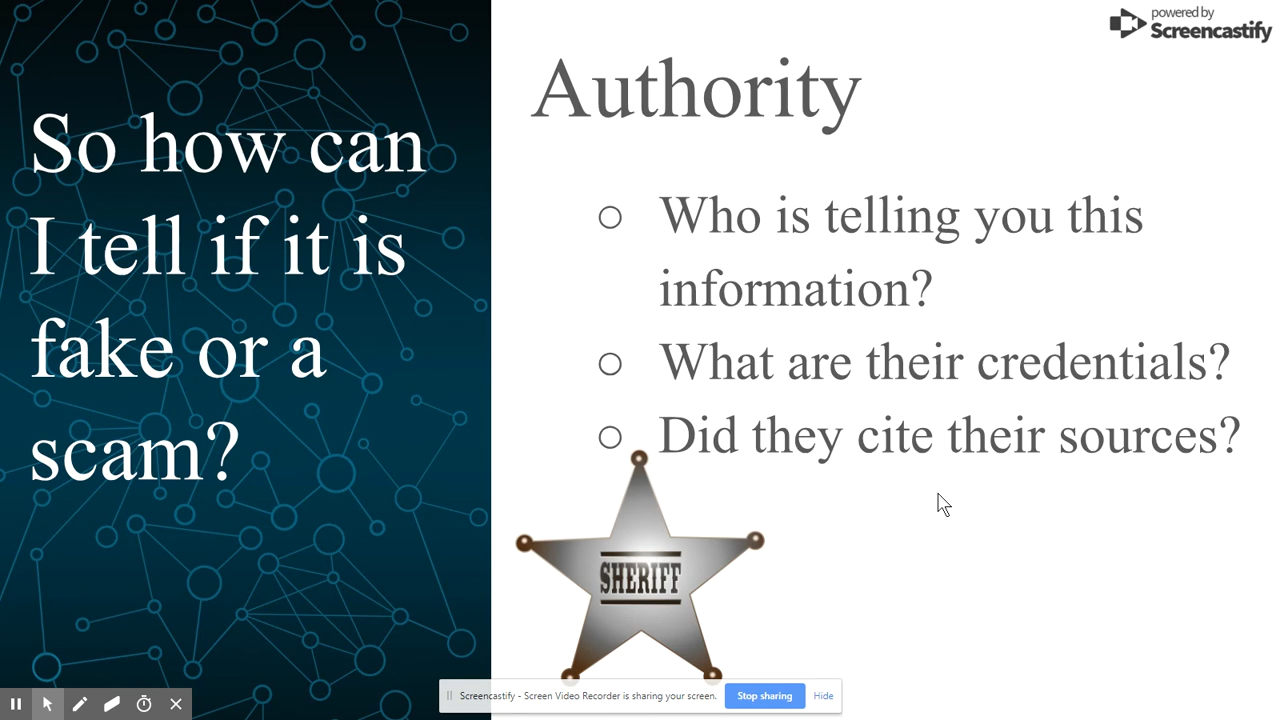 powered by
Screencastify
So how can
I tell if it is
fake or a
scam?
Authority
Who is telling you this
information?
What are their credentials?
Did they cite their sources?
SHERIFF
Screencastify - Screen Video Recorder is sharing your screen.
Stop sharing
Hide